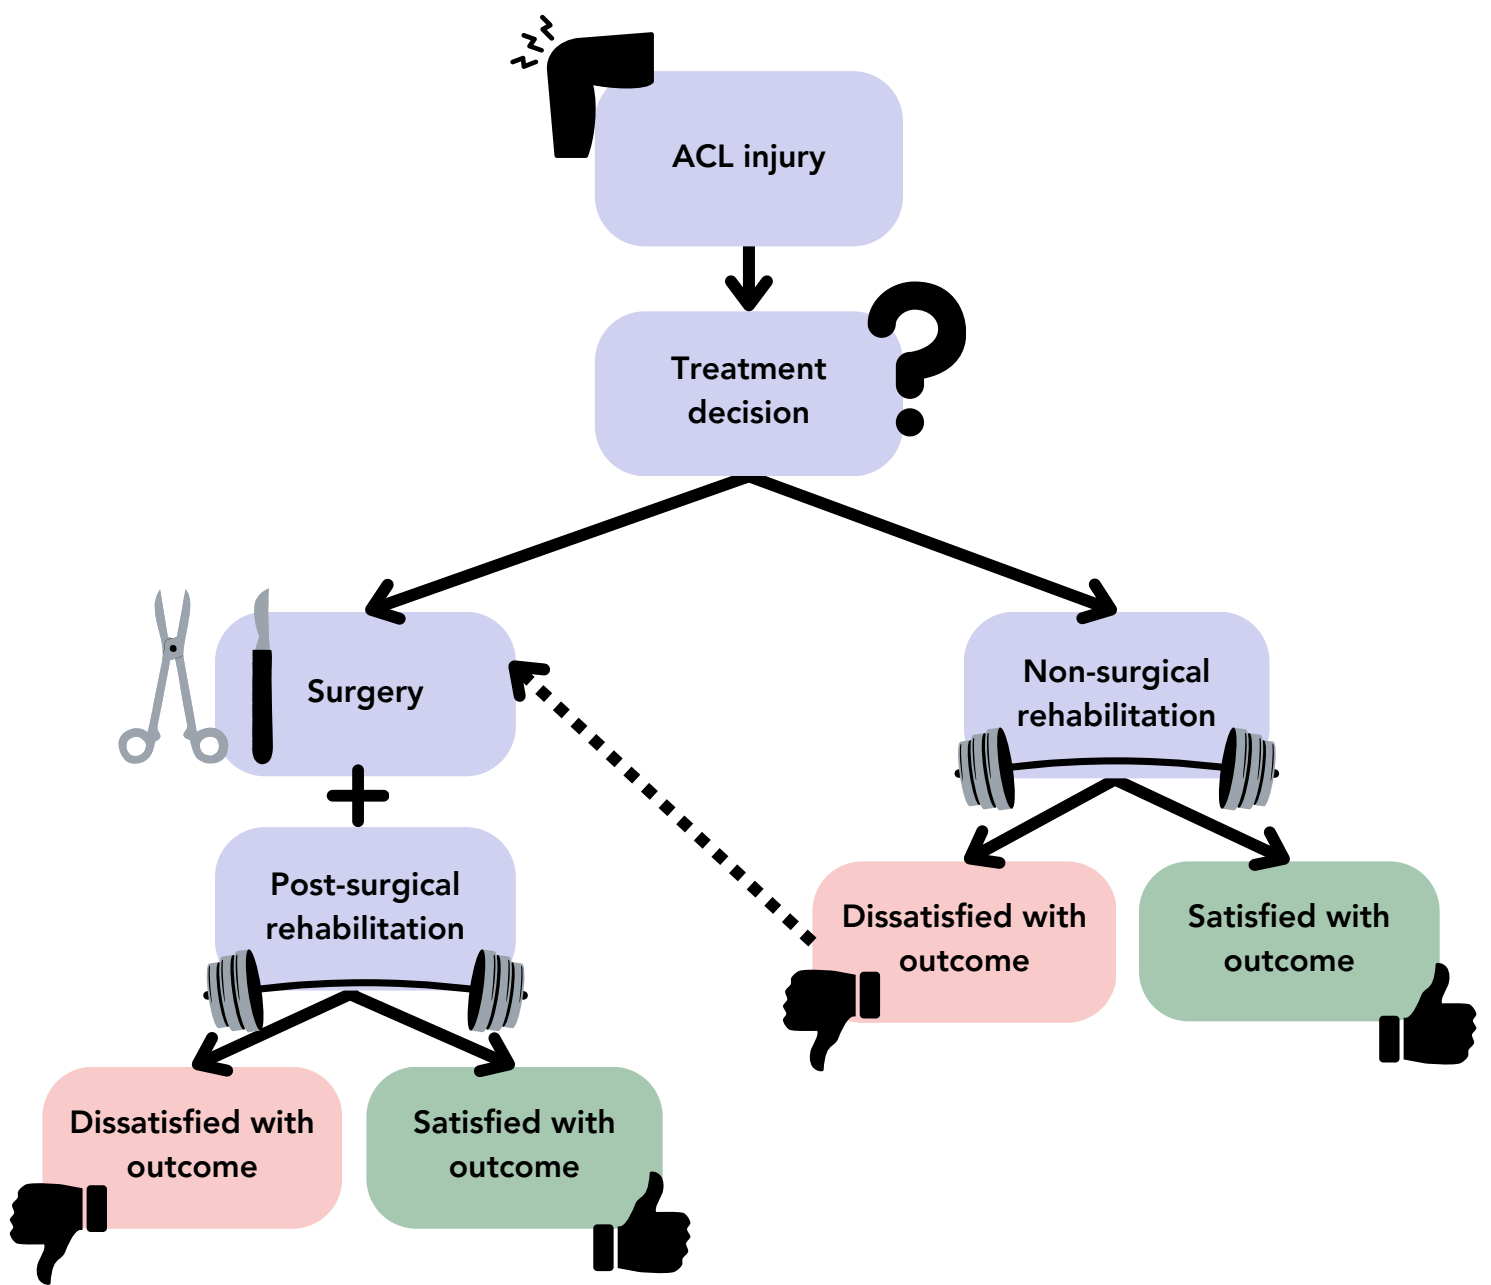 ACL injury
Treatment
decision
Surgery
Non-surgical
rehabilitation
Post-surgical
rehabilitation
Dissatisfied with
outcome
Satisfied with
outcome
Dissatisfied with
outcome
Satisfied with
outcome